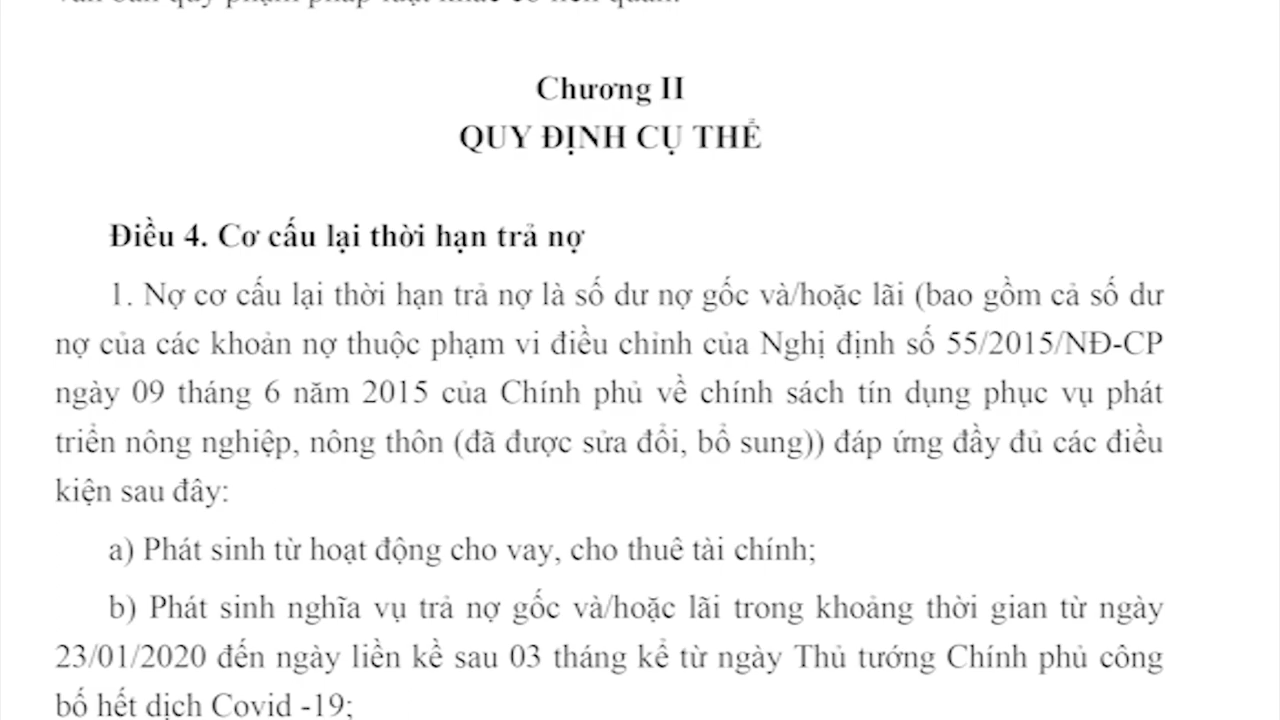 Chương II
QUY ĐỊNH CỤ THỂ
Điều 4. Cơ cấu lại thời hạn trả nợ
1. Nợ cơ cấu lại thời hạn trả nợ là số dư nợ gốc và/hoặc lãi (bao gồm cả số dư
nợ của các khoản nợ thuộc phạm vi điều chỉnh của Nghị định số 55/2015/NĐ-CP
ngày 09 tháng 6 năm 2015 của Chính phủ về chính sách tín dụng phục vụ phát
triển nông nghiệp, nông thôn (đã được sửa đổi, bổ sung)) đáp ứng đầy đủ các điều
kiện sau đây:
a) Phát sinh từ hoạt động cho vay, cho thuê tài chính;
b) Phát sinh nghĩa vụ trả nợ gốc và/hoặc lãi trong khoảng thời gian từ ngày
23/01/2020 đến ngày liền kề sau 03 tháng kể từ ngày Thủ tướng Chính phủ công
bố hết dịch Covid -19;